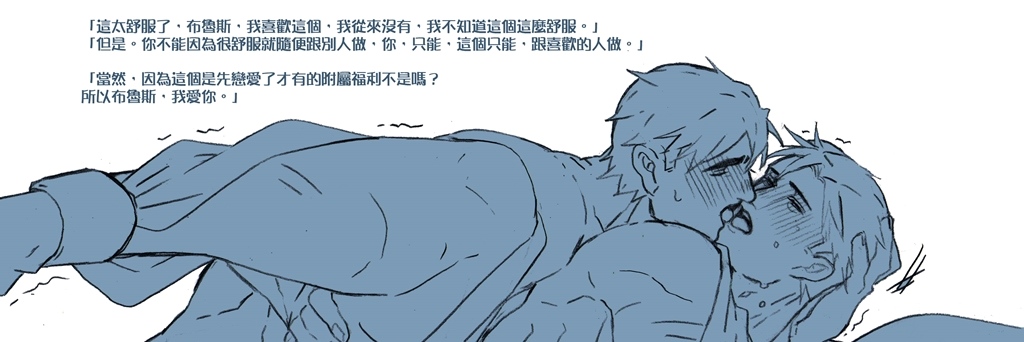 「這太舒服了，布魯斯，我喜歡這個，我從來沒有，我不知道這個這麼舒服。」
「但是。你不能因為很舒服就隨便跟別人做，你，只能，這個只能，跟喜歡的人做。」
「當然，因為這個是先戀愛了才有的附屬福利不是嗎？
所以布魯斯，我愛你。」